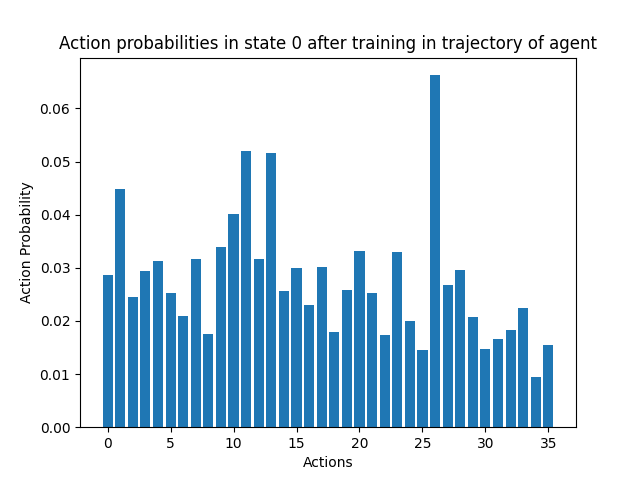 Action probabilities in state 0 after training in trajectory of agent
0.06
0.05
0.04
0.03
0.02
0.01
0.00
Action Probability
0 5 10 15 20 25 30 35
Actions